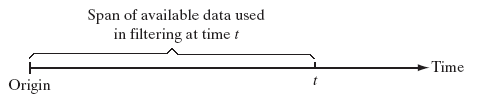 Span of available data used
in filtering at time t
Time
Origin
t